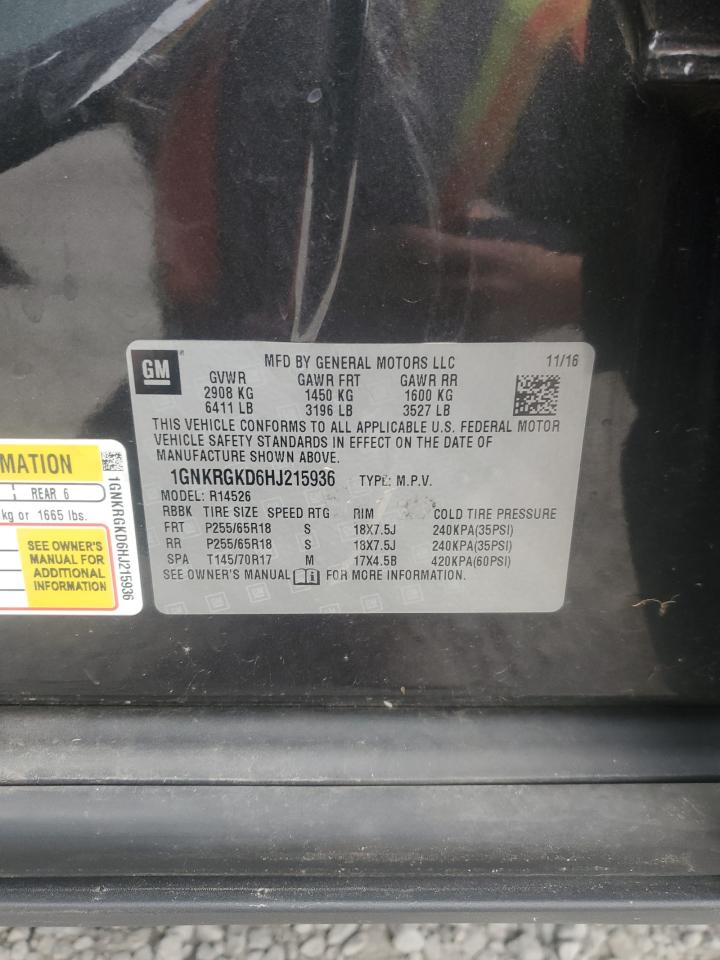 GM
MFD BY GENERAL MOTORS LLC 11/16
GVWR GAWR FRT GAWR RR
2908 KG 1450 KG 1600 KG
6411 LB 3196 LB 3527 LB
THIS VEHICLE CONFORMS TO ALL APPLICABLE U.S. FEDERAL MOTOR
VEHICLE SAFETY STANDARDS IN EFFECT ON THE DATE OF
MANUFACTURE SHOWN ABOVE.
1GNKRGKD6HJ215936 TYPE: M.P.V.
MODEL: R14526
RBBK TIRE SIZE SPEED RTG RIM COLD TIRE PRESSURE
FRT P255/65R18 S 18X7.5J 240KPA(35PSI)
RR P255/65R18 S 18X7.5J 240KPA(35PSI)
SPA T145/70R17 M 17X4.5B 420KPA(60PSI)
SEE OWNER'S MANUAL FOR MORE INFORMATION.
MATION
REAR 6
kg or 1665 lbs.
SEE OWNER'S
MANUAL FOR
ADDITIONAL
INFORMATION
1GNKRGKD6HJ215936